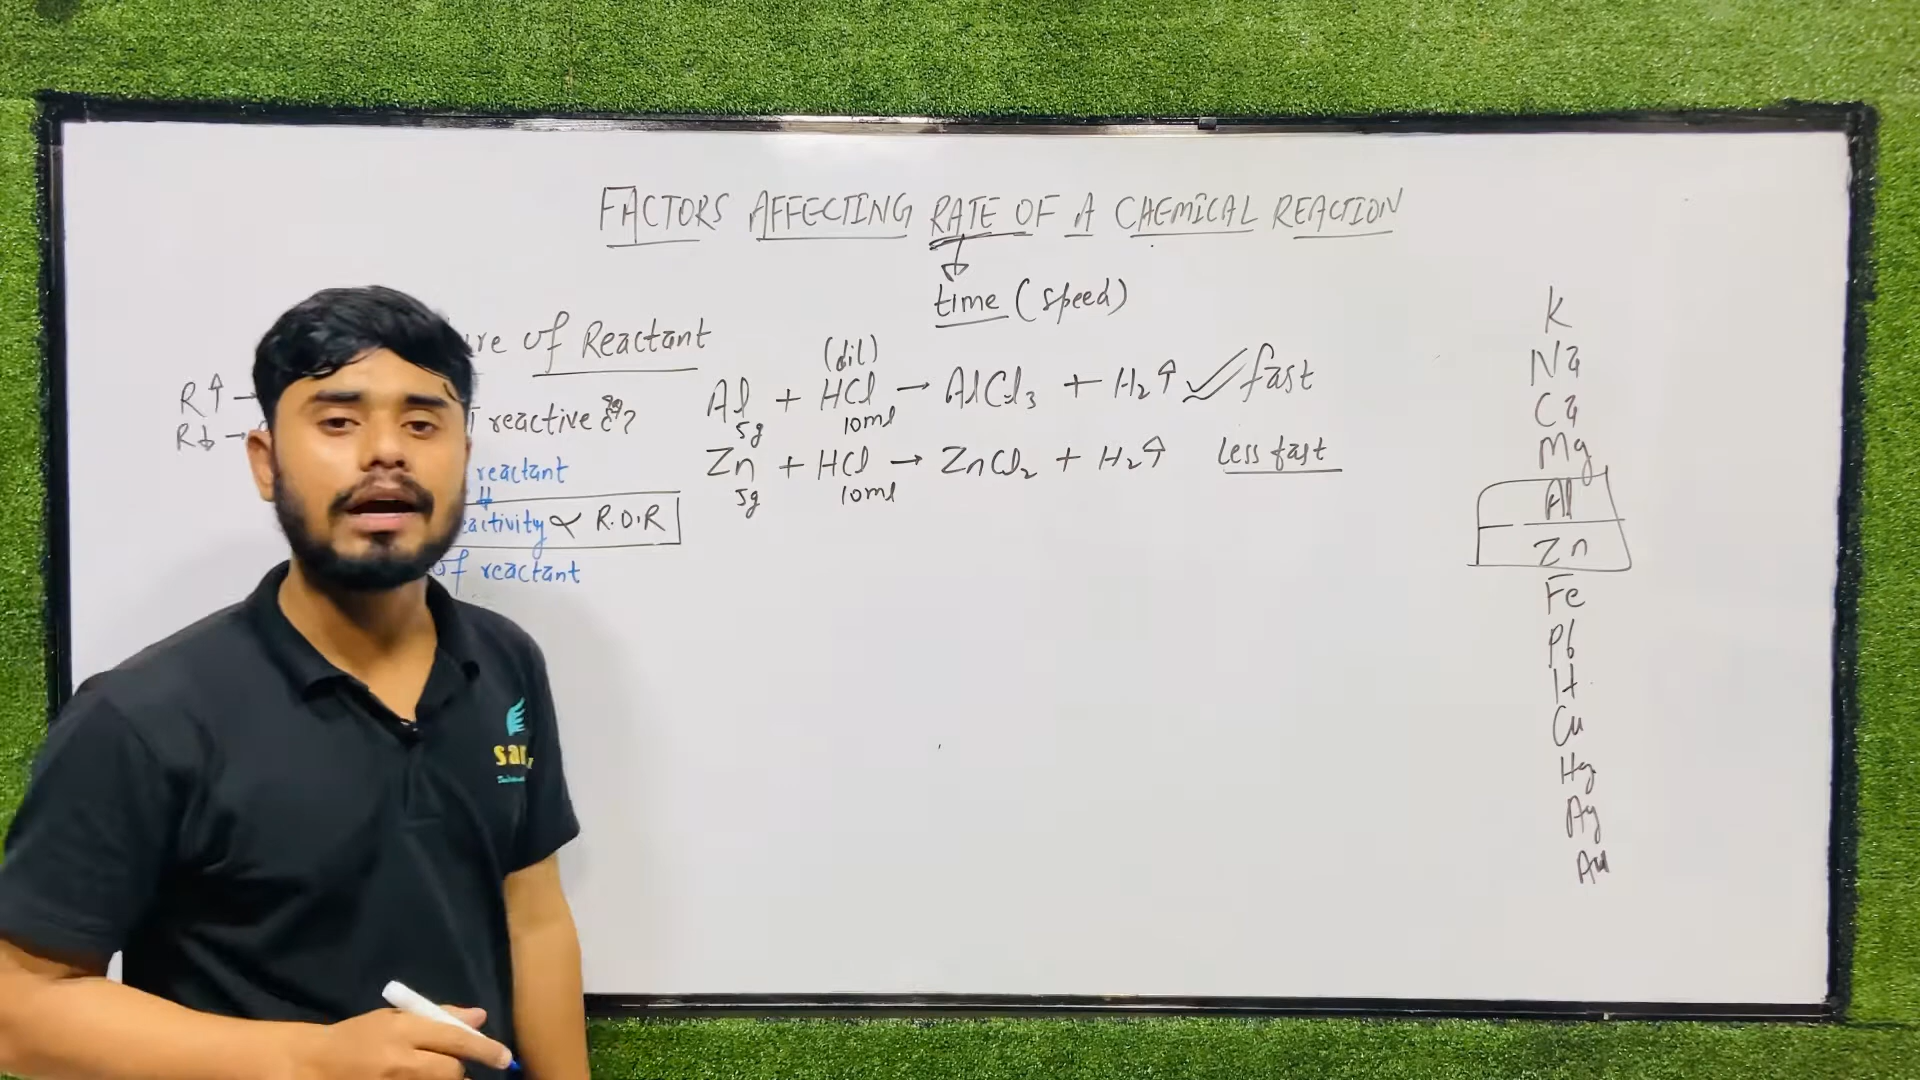 FACTORS AFFECTING RATE OF A CHEMICAL REACTION
time (speed)
of Reactant
R↑ →
R↓ →
reactive
reactant
∝ R.O.R
of reactant
(dil)
Al + HCl → AlCl3 + H2↑ ✓ fast
5g 10ml
Zn + HCl → ZnCl2 + H2↑ Less fast
5g 10ml
K
Na
Ca
Mg
Al
Zn
Fe
Pb
H
Cu
Hg
Ag
Au